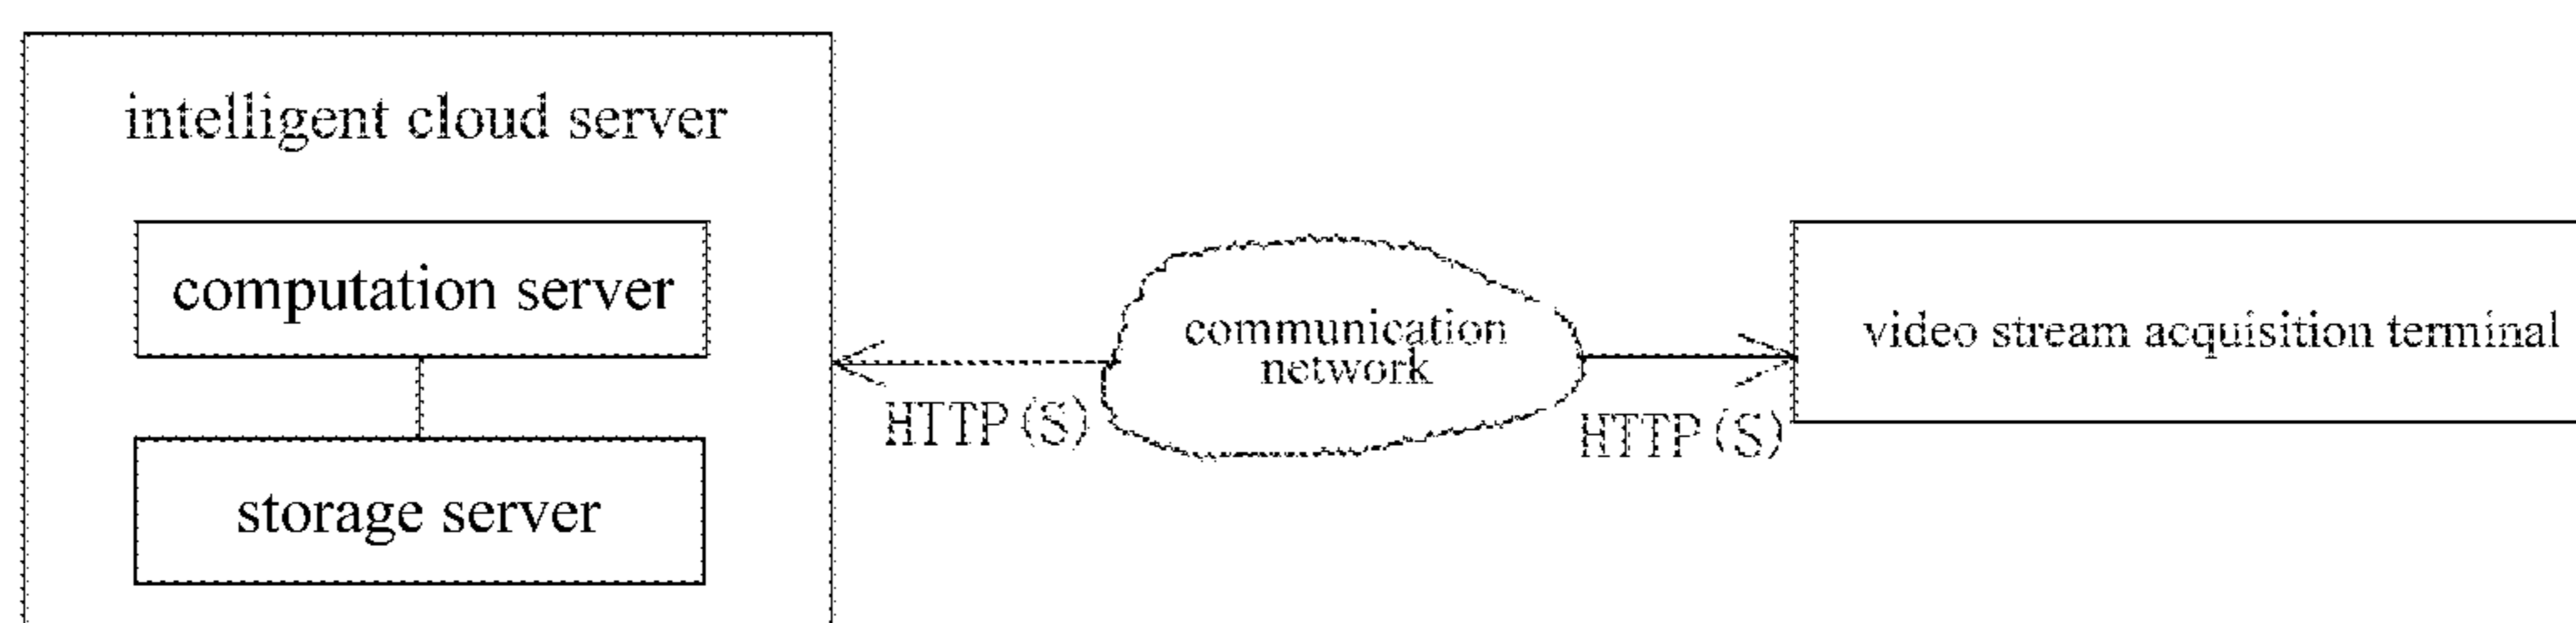 intelligent cloud server
computation server
storage server
HTTP(S)
communication
network
HTTP(S)
video stream acquisition terminal